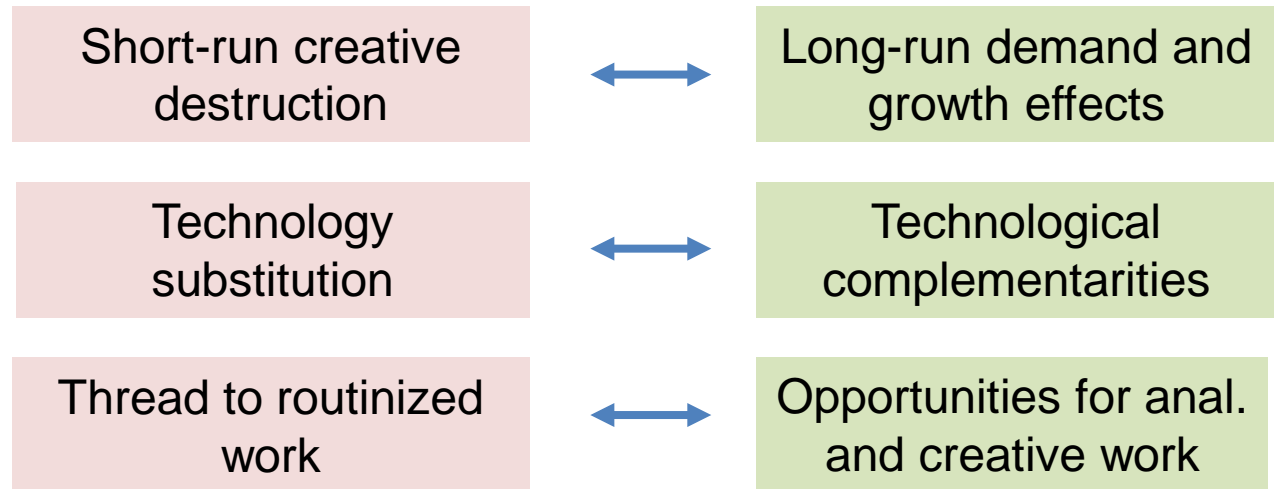 Short-run creative
destruction
Long-run demand and
growth effects
Technology
substitution
Technological
complementarities
Thread to routinized
work
Opportunities for anal.
and creative work